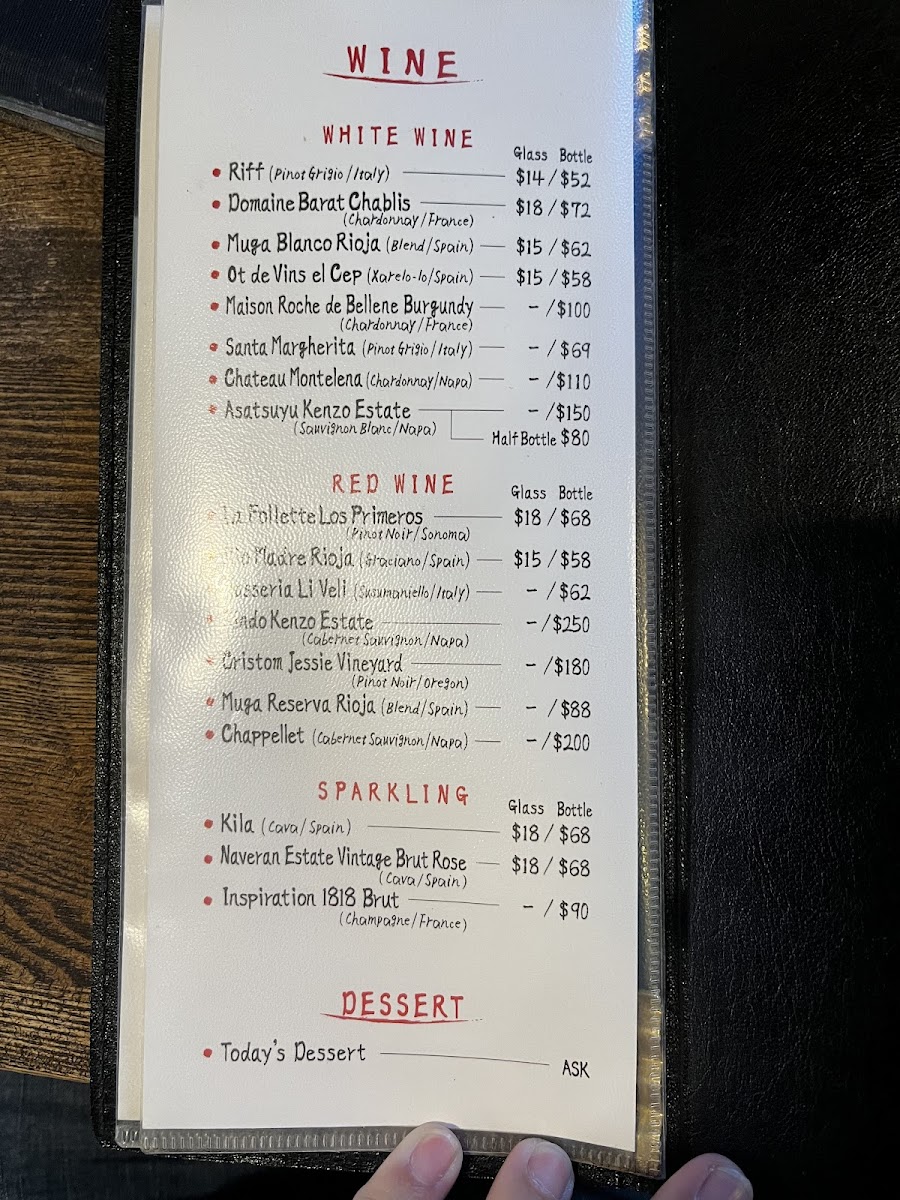 WINE
WHITE WINE
Glass Bottle
• Riff (Pinot Grigio/Italy) $14/$52
• Domaine Barat Chablis $18/$72
(Chardonnay/France)
• Muga Blanco Rioja (Blend/Spain) $15/$62
• Ot de Vins el Cep (Xarelo-lo/Spain) $15/$58
• Maison Roche de Bellene Burgundy -/$100
(Chardonnay/France)
• Santa Margherita (Pinot Grigio/Italy) -/$69
• Chateau Montelena (Chardonnay/Napa) -/$110
• Asatsuyu Kenzo Estate -/$150
(Sauvignon Blanc/Napa) Half Bottle $80
RED WINE
Glass Bottle
• La Follette Los Primeros $18/$68
(Pinot Noir/Sonoma)
Madre Rioja (Graciano/Spain) $15/$58
Li Veli (Susumaniello/Italy) -/$62
• Kenzo Estate -/$250
(Cabernet Sauvignon/Napa)
• Cristom Jessie Vineyard -/$180
(Pinot Noir/Oregon)
• Muga Reserva Rioja (Blend/Spain) -/$88
• Chappellet (Cabernet Sauvignon/Napa) -/$200
SPARKLING
Glass Bottle
• Kila (Cava/Spain) $18/$68
• Naveran Estate Vintage Brut Rose $18/$68
(Cava/Spain)
• Inspiration 1818 Brut -/$90
(Champagne/France)
DESSERT
• Today's Dessert ASK